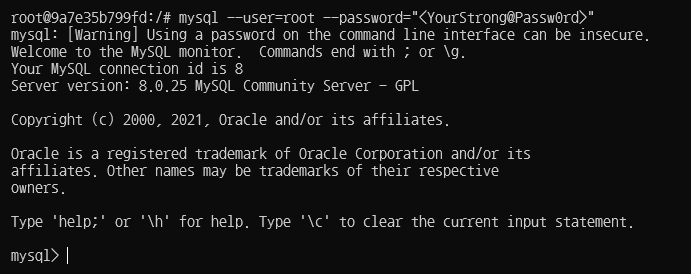 root@9a7e35b799fd:/# mysql --user=root --password="<YourStrong@Passw0rd>"
mysql: [Warning] Using a password on the command line interface can be insecure.
Welcome to the MySQL monitor.  Commands end with ; or \g.
Your MySQL connection id is 8
Server version: 8.0.25 MySQL Community Server - GPL
Copyright (c) 2000, 2021, Oracle and/or its affiliates.
Oracle is a registered trademark of Oracle Corporation and/or its
affiliates. Other names may be trademarks of their respective
owners.
Type 'help;' or '\h' for help. Type '\c' to clear the current input statement.
mysql>